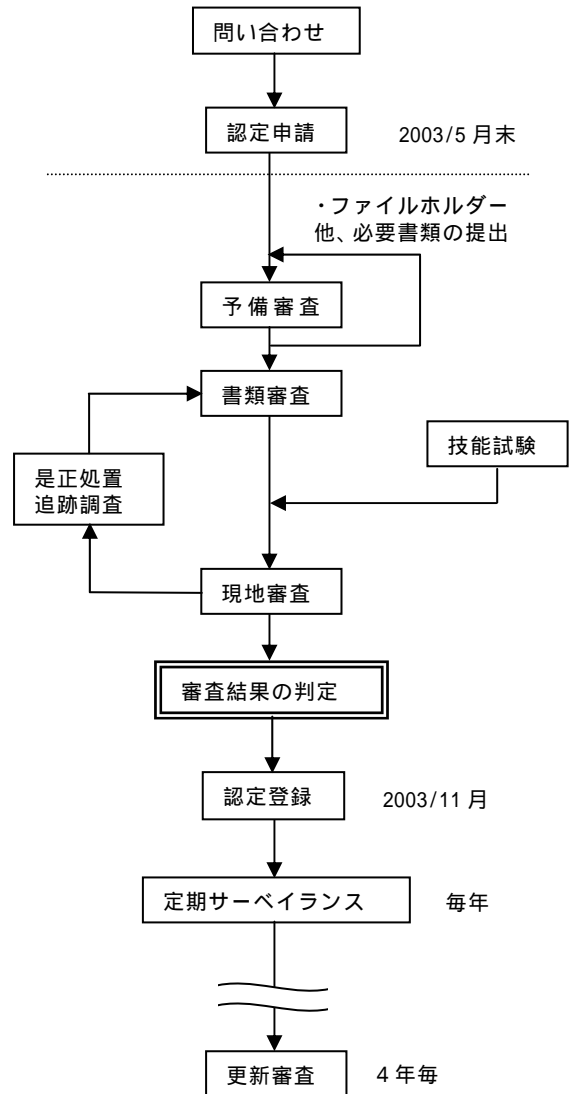 問い合わせ
認定申請
2003/5 月末
・ファイルホルダー
他、必要書類の提出
予備審査
書類審査
技能試験
是正処置
追跡調査
現地審査
審査結果の判定
認定登録
2003/11 月
定期サーベイランス
毎年
更新審査
4 年毎